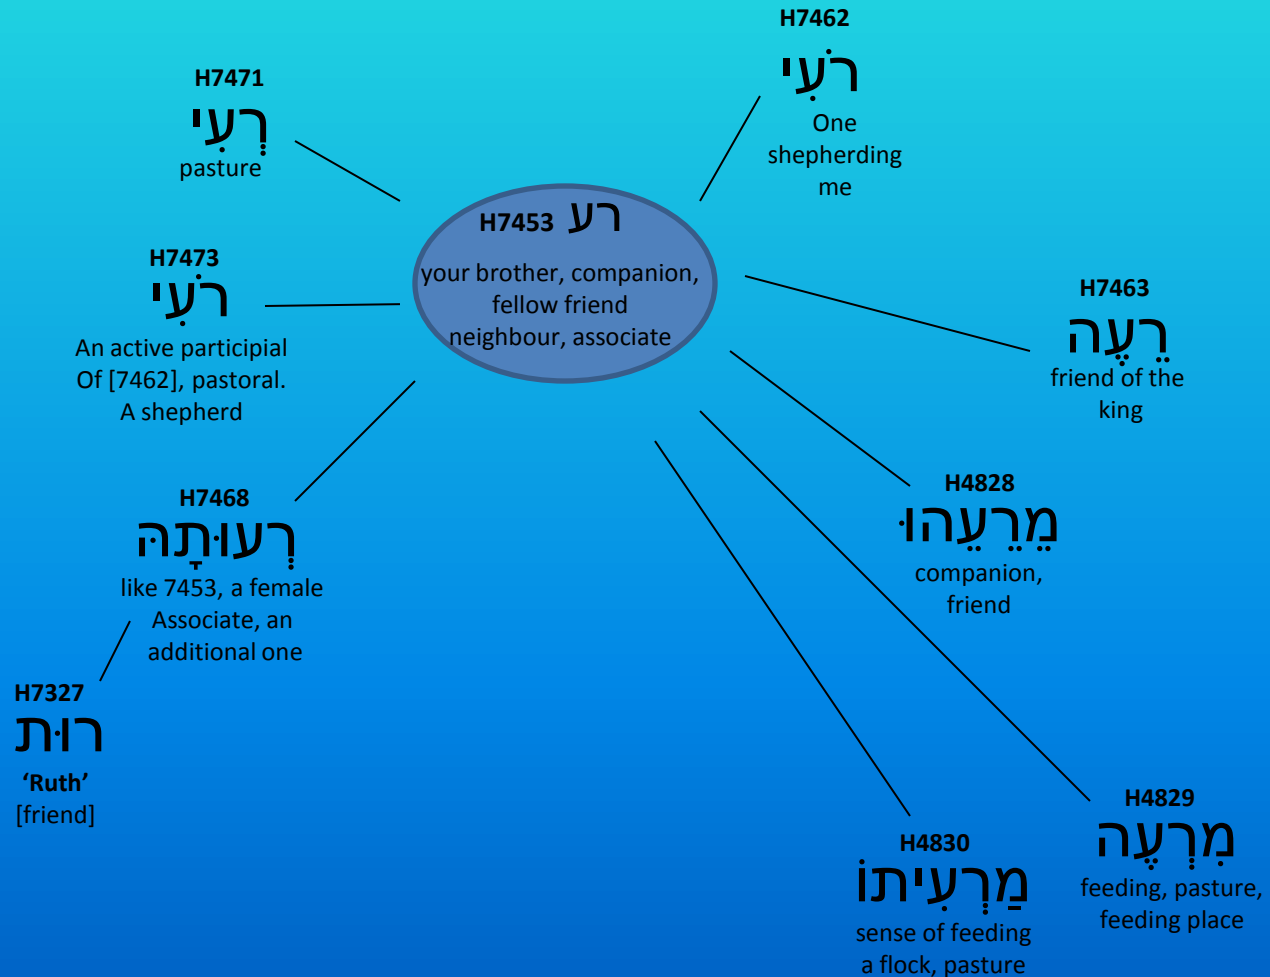 H7462
רֹעִי
One
shepherding
me
H7471
רְעִי
pasture
H7453 רע
your brother, companion,
fellow friend
neighbour, associate
H7473
רֹעִי
An active participial
Of [7462], pastoral.
A shepherd
H7463
רֵעֶה
friend of the
king
H7468
רְעוּתָהּ
like 7453, a female
Associate, an
additional one
H4828
מֵרֵעֵהוּ
companion,
friend
H7327
רוּת
‘Ruth’
[friend]
H4830
מַרְעִיתוֹ
sense of feeding
a flock, pasture
H4829
מִרְעֶה
feeding, pasture,
feeding place